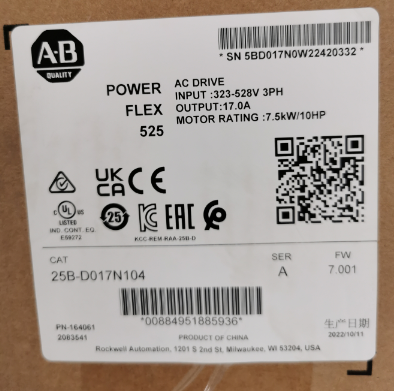 A-B
QUALITY
* SN 5BD017N0W22420332 *
POWER
FLEX
525
AC DRIVE
INPUT :323-528V 3PH
OUTPUT:17.0A
MOTOR RATING :7.5kW/10HP
UK
CA CE
c UL us
LISTED
IND. CONT. EQ.
E59272
25
EAC
KCC-REM-RAA-25B-D
CAT
25B-D017N104
SER
A
FW
7.001
*00884951885936*
PN-164061
2083541
生产日期
2022/10/11
PRODUCT OF CHINA
Rockwell Automation, 1201 S 2nd St. Milwaukee, WI 53204, USA